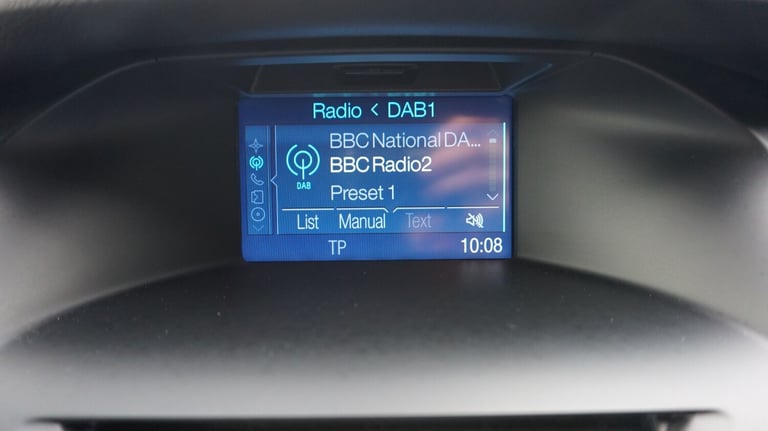 Radio < DAB1
BBC National DA...
BBC Radio2
DAB
Preset 1
List Manual Text
TP 10:08